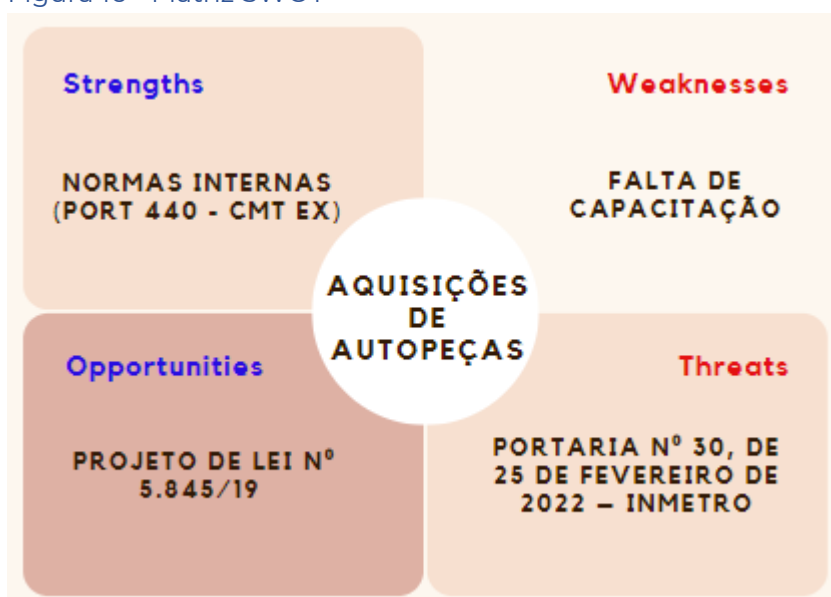 Strengths
NORMAS INTERNAS
(PORT 440 - CMT EX)
Weaknesses
FALTA DE
CAPACITAÇÃO
AQUISIÇÕES
DE
AUTOPEÇAS
Opportunities
PROJETO DE LEI Nº
5.845/19
Threats
PORTARIA Nº 30, DE
25 DE FEVEREIRO DE
2022 – INMETRO